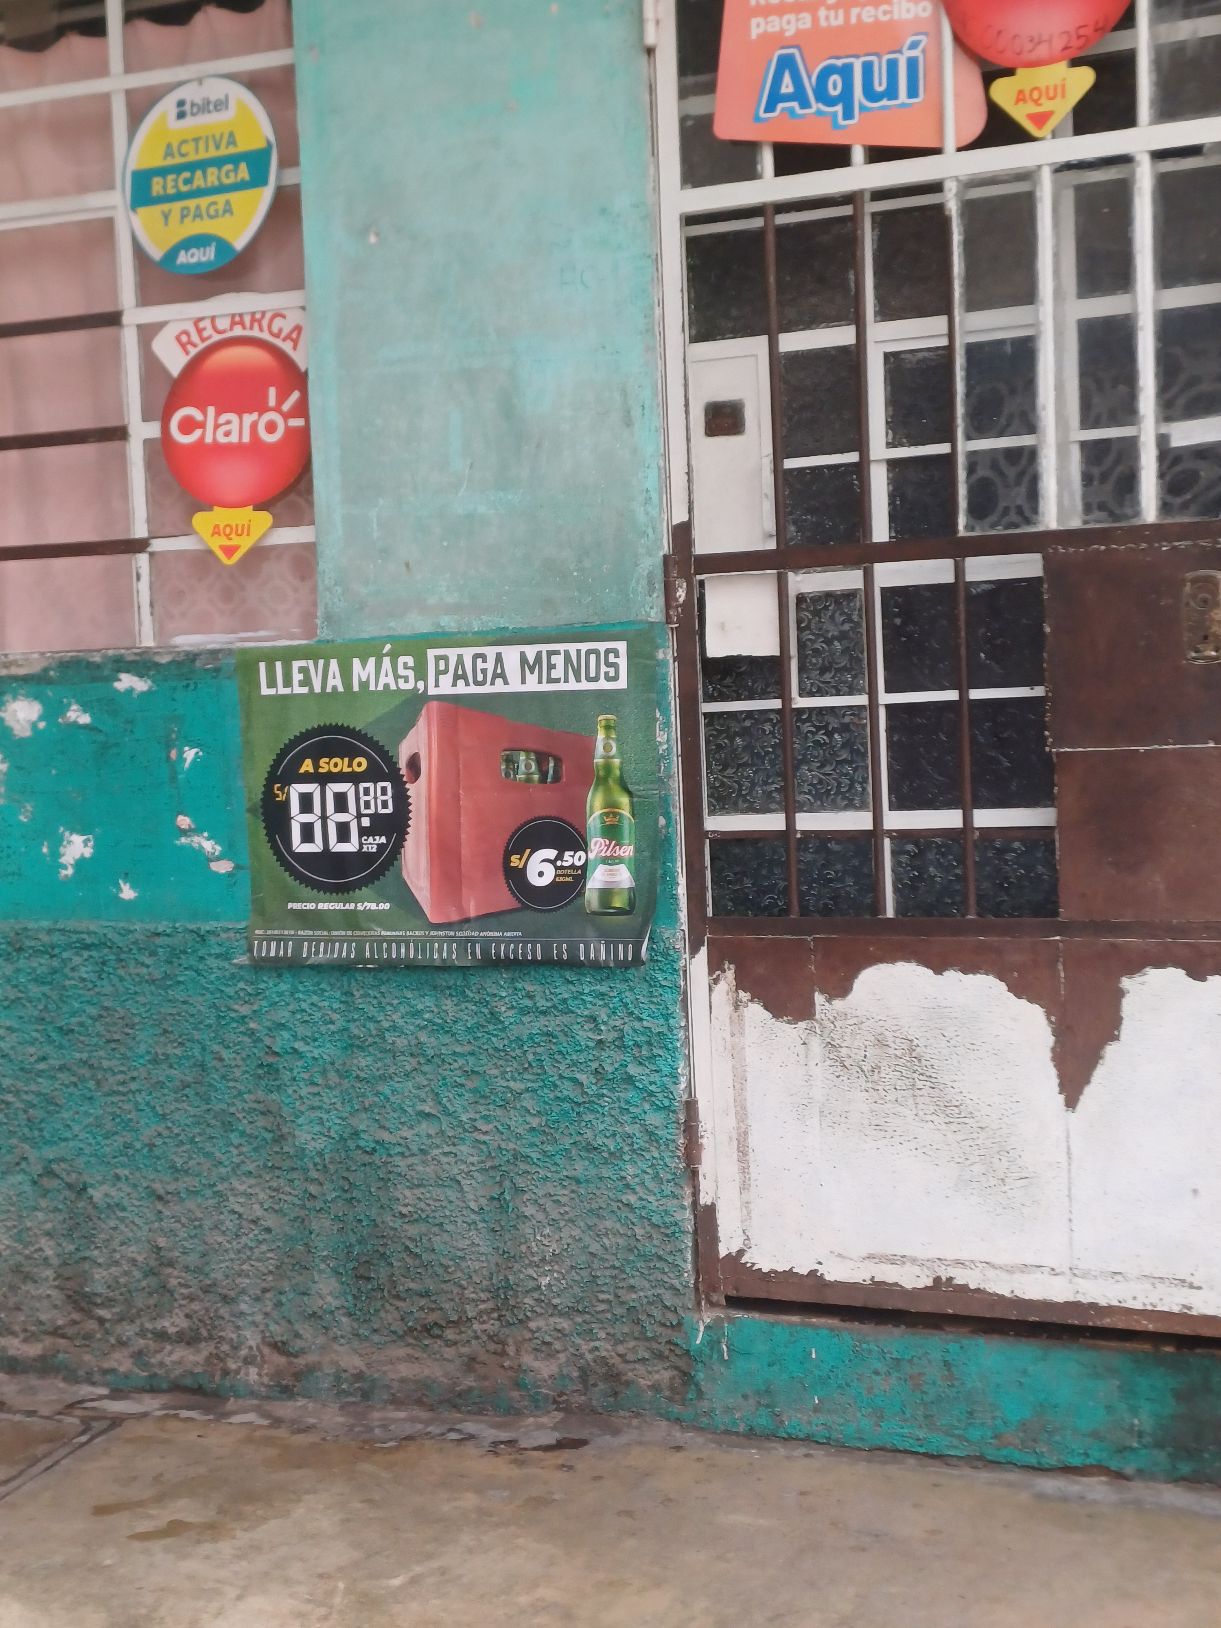 bitel
ACTIVA
RECARGA
Y PAGA
AQUÍ
RECARGA
Claro
AQUÍ
paga tu recibo
Aquí
AQUÍ
LLEVA MÁS, PAGA MENOS
A SOLO
S/ 88.88
CAJA
X12
PRECIO REGULAR S/78.00
S/6.50
BOTELLA
630ML
Pilsen
TOMAR BEBIDAS ALCOHÓLICAS EN EXCESO ES DAÑINO